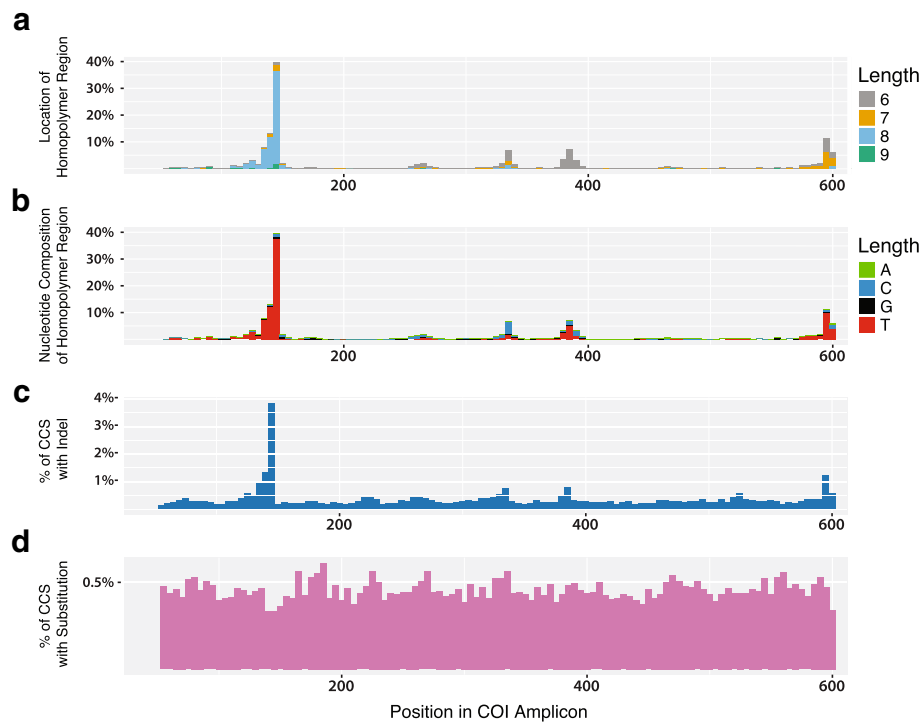 a
Location of
Homopolymer Region
40%
30%
20%
10%
200
400
600
Length
6
7
8
9
b
Nucleotide Composition
of Homopolymer Region
40%
30%
20%
10%
200
400
600
Length
A
C
G
T
c
% of CCS
with Indel
4%
3%
2%
1%
200
400
600
d
% of CCS
with Substitution
0.5%
200
400
600
Position in COI Amplicon